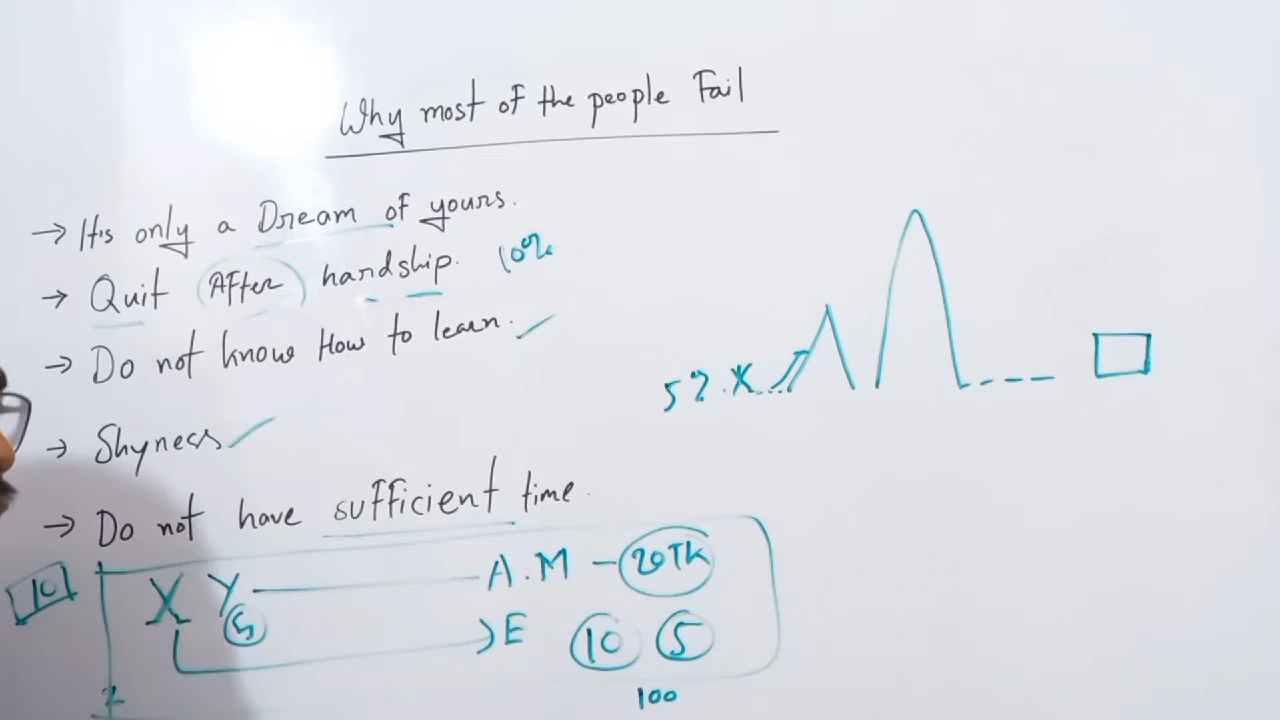 Why most of the people Fail
→ It's only a Dream of yours.
→ Quit After hardship. 10%
→ Do not know How to learn.
5%. X
→ Shyness
→ Do not have sufficient time.
10
X Y A.M - 20TK
5 E 10 5
100